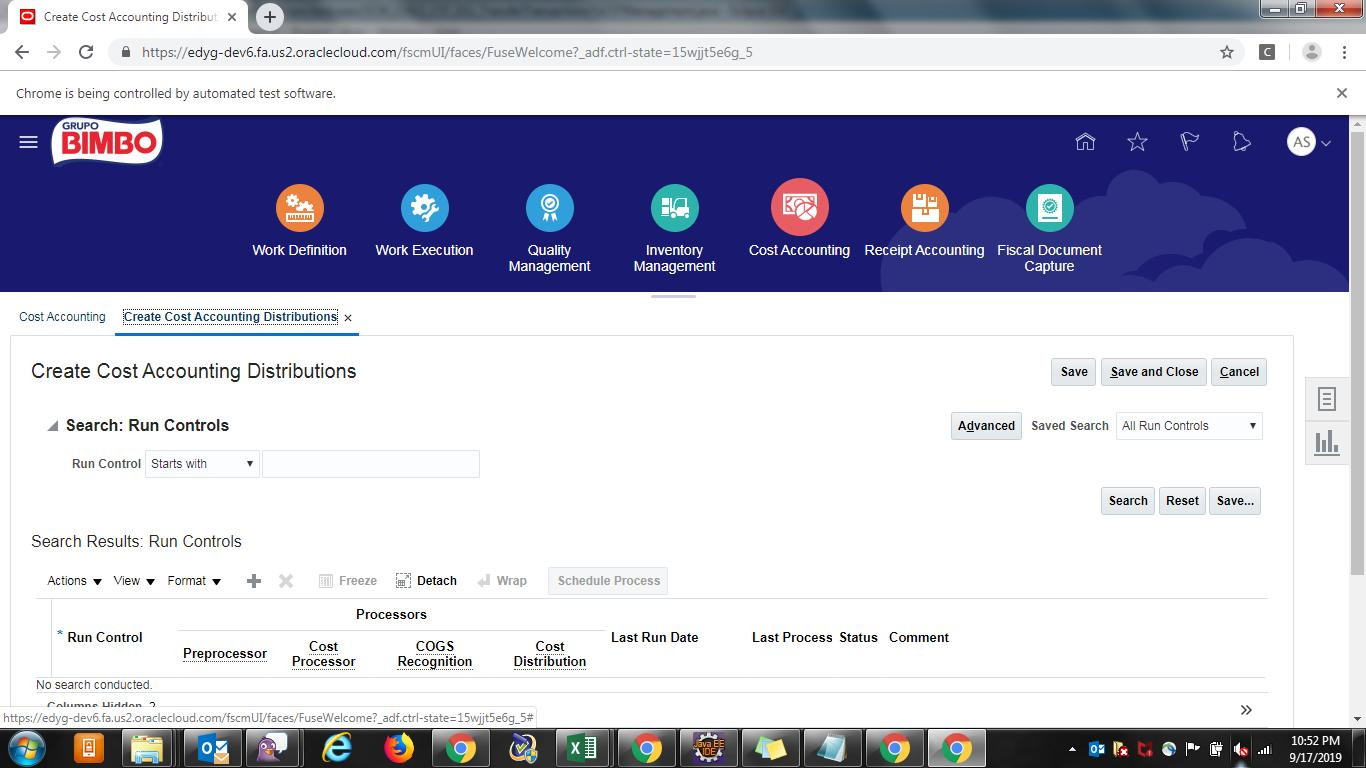 Create Cost Accounting Distribut
https://edyg-dev6.fa.us2.oraclecloud.com/fscmUI/faces/FuseWelcome?_adf.ctrl-state=15wjjt5e6g_5
C
Chrome is being controlled by automated test software.
GRUPO
BIMBO
AS
Work Definition
Work Execution
Quality
Management
Inventory
Management
Cost Accounting
Receipt Accounting
Fiscal Document
Capture
Cost Accounting
Create Cost Accounting Distributions
Create Cost Accounting Distributions
Save
Save and Close
Cancel
Search: Run Controls
Advanced
Saved Search
All Run Controls
Run Control
Starts with
Search
Reset
Save...
Search Results: Run Controls
Actions
View
Format
Freeze
Detach
Wrap
Schedule Process
* Run Control
Processors
Preprocessor
Cost
Processor
COGS
Recognition
Cost
Distribution
Last Run Date
Last Process
Status
Comment
No search conducted.
Columns Hidden 2
https://edyg-dev6.fa.us2.oraclecloud.com/fscmUI/faces/FuseWelcome?_adf.ctrl-state=15wjjt5e6g_5#
Java EE
IDE
10:52 PM
9/17/2019